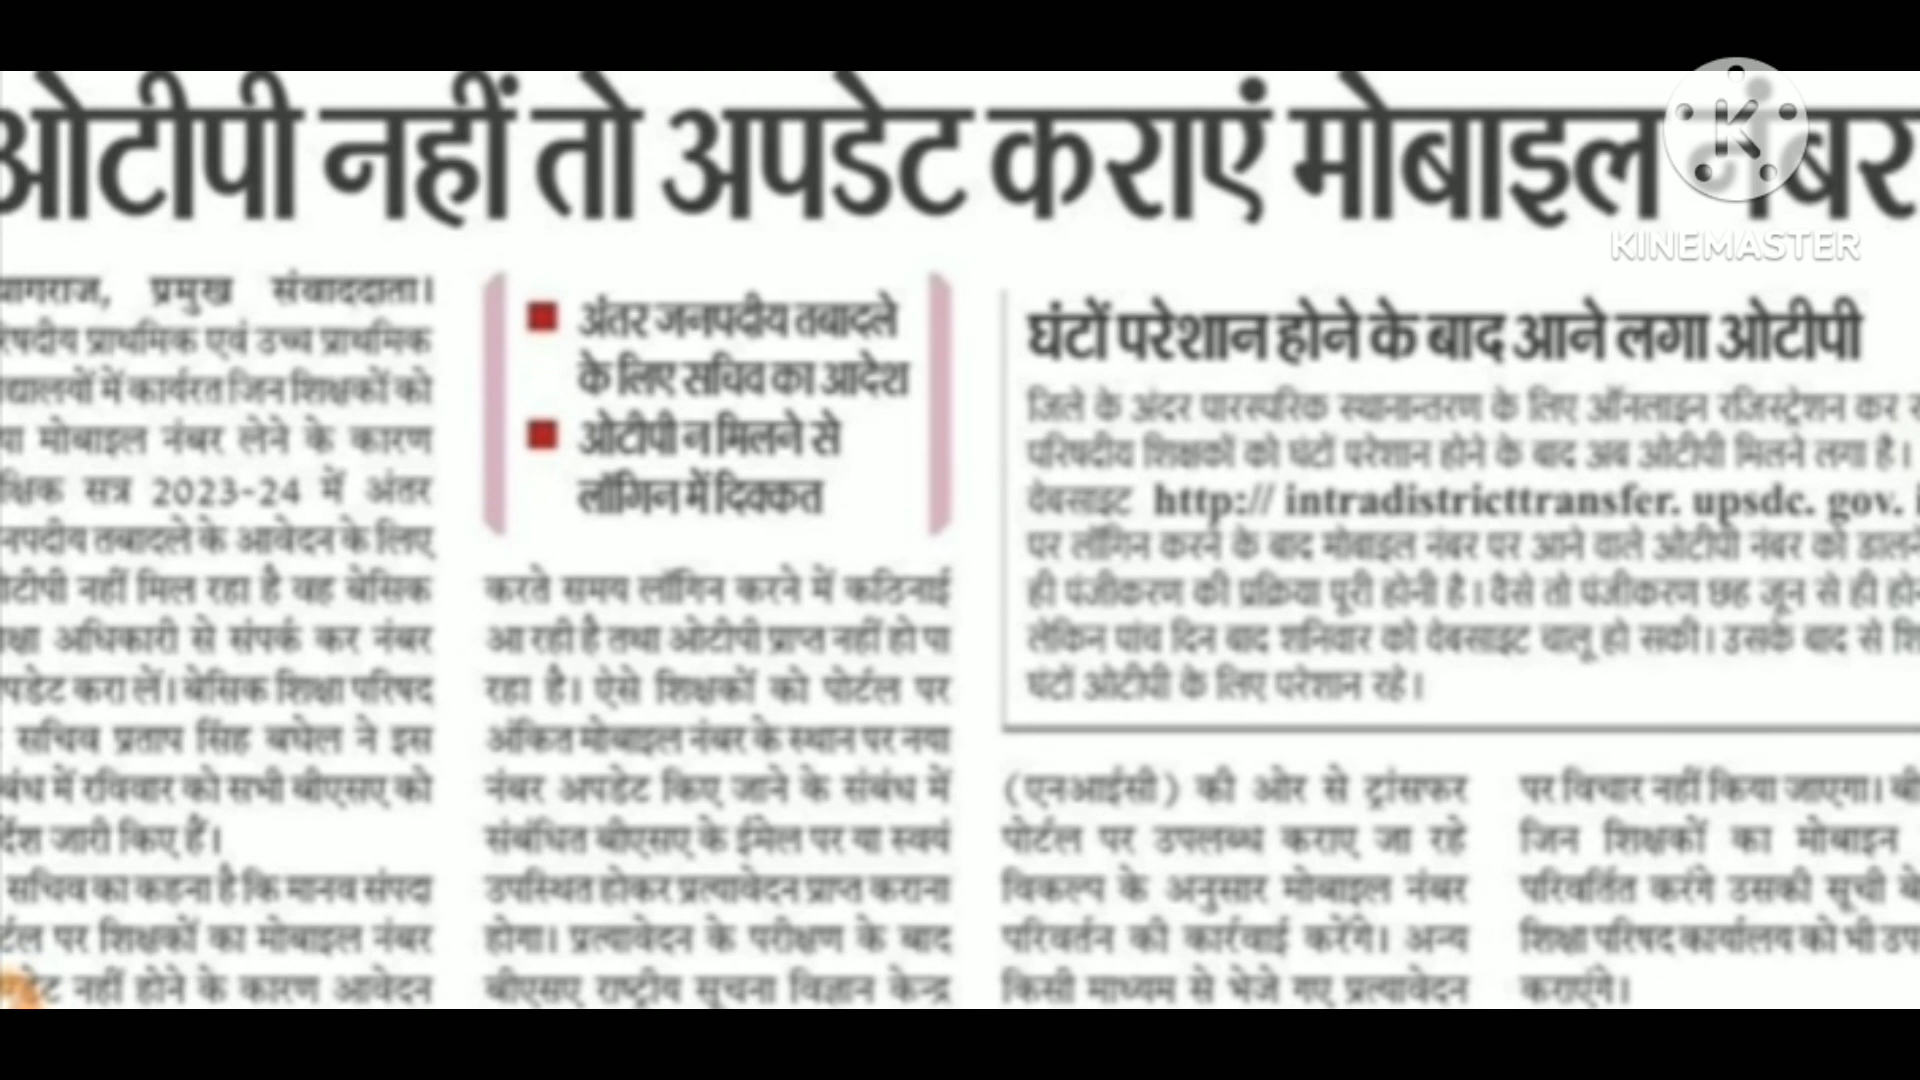 ओटीपी नहीं तो अपडेट कराएं मोबाइल नंबर
KINEMASTER
प्रमुख संवाददाता।
प्राथमिक एवं उच्च प्राथमिक
में कार्यरत जिन शिक्षकों को
मोबाइल नंबर लेने के कारण
सत्र 2023-24 में अंतर
तबादले के आवेदन के लिए
नहीं मिल रहा है वह बेसिक
अधिकारी से संपर्क कर नंबर
करा लें। बेसिक शिक्षा परिषद
सचिव प्रताप सिंह बघेल ने इस
में रविवार को सभी बीएसए को
जारी किए हैं।
सचिव का कहना है कि मानव संपदा
पर शिक्षकों का मोबाइल नंबर
नहीं होने के कारण आवेदन
अंतर जनपदीय तबादले
के लिए सचिव का आदेश
ओटीपी न मिलने से
लॉगिन में दिक्कत
करते समय लॉगिन करने में कठिनाई
आ रही है तथा ओटीपी प्राप्त नहीं हो पा
रहा है। ऐसे शिक्षकों को पोर्टल पर
अंकित मोबाइल नंबर के स्थान पर नया
नंबर अपडेट किए जाने के संबंध में
संबंधित बीएसए के ईमेल पर या स्वयं
उपस्थित होकर प्रत्यावेदन प्राप्त कराना
होगा। प्रत्यावेदन के परीक्षण के बाद
बीएसए राष्ट्रीय सूचना विज्ञान केन्द्र
घंटों परेशान होने के बाद आने लगा ओटीपी
जिले के अंदर पारस्परिक स्थानान्तरण के लिए ऑनलाइन रजिस्ट्रेशन कर
परिषदीय शिक्षकों को घंटों परेशान होने के बाद अब ओटीपी मिलने लगा है।
वेबसाइट http:// intradistricttransfer. upsdc. gov.
पर लॉगिन करने के बाद मोबाइल नंबर पर आने वाले ओटीपी नंबर को डालने
ही पंजीकरण की प्रक्रिया पूरी होनी है। वैसे तो पंजीकरण छह जून से ही
लेकिन पांच दिन बाद शनिवार को वेबसाइट चालू हो सकी। उसके बाद से
घंटों ओटीपी के लिए परेशान रहे।
(एनआईसी) की ओर से ट्रांसफर
पोर्टल पर उपलब्ध कराए जा रहे
विकल्प के अनुसार मोबाइल नंबर
परिवर्तन की कार्रवाई करेंगे। अन्य
किसी माध्यम से भेजे गए प्रत्यावेदन
पर विचार नहीं किया जाएगा।
जिन शिक्षकों का मोबाइन
परिवर्तित करेंगे उसकी सूची
शिक्षा परिषद कार्यालय को भी
कराएंगे।